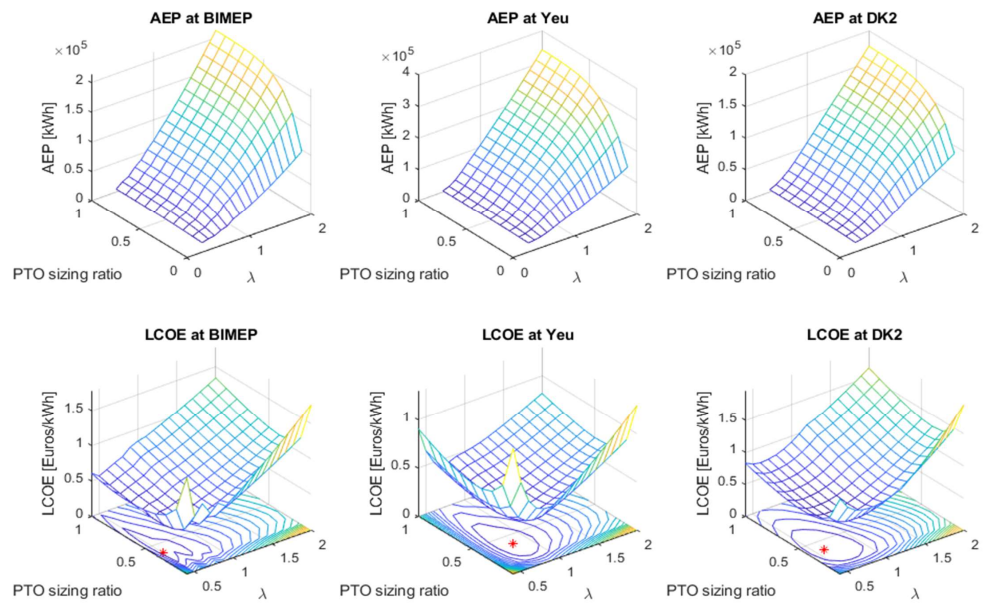 AEP at BIMEP
×10⁵
2
1.5
1
0.5
0
AEP [kWh]
1
0.5
0
PTO sizing ratio
0
1
2
λ
AEP at Yeu
×10⁵
4
3
2
1
0
AEP [kWh]
1
0.5
0
PTO sizing ratio
0
1
2
λ
AEP at DK2
×10⁵
2
1.5
1
0.5
0
AEP [kWh]
1
0.5
0
PTO sizing ratio
0
1
2
λ
LCOE at BIMEP
1.5
1
0.5
0
LCOE [Euros/kWh]
1
0.5
PTO sizing ratio
0.5
1
1.5
2
λ
LCOE at Yeu
1
0.5
0
LCOE [Euros/kWh]
1
0.5
PTO sizing ratio
0.5
1
1.5
2
λ
LCOE at DK2
1.5
1
0.5
0
LCOE [Euros/kWh]
1
0.5
PTO sizing ratio
0.5
1
1.5
2
λ